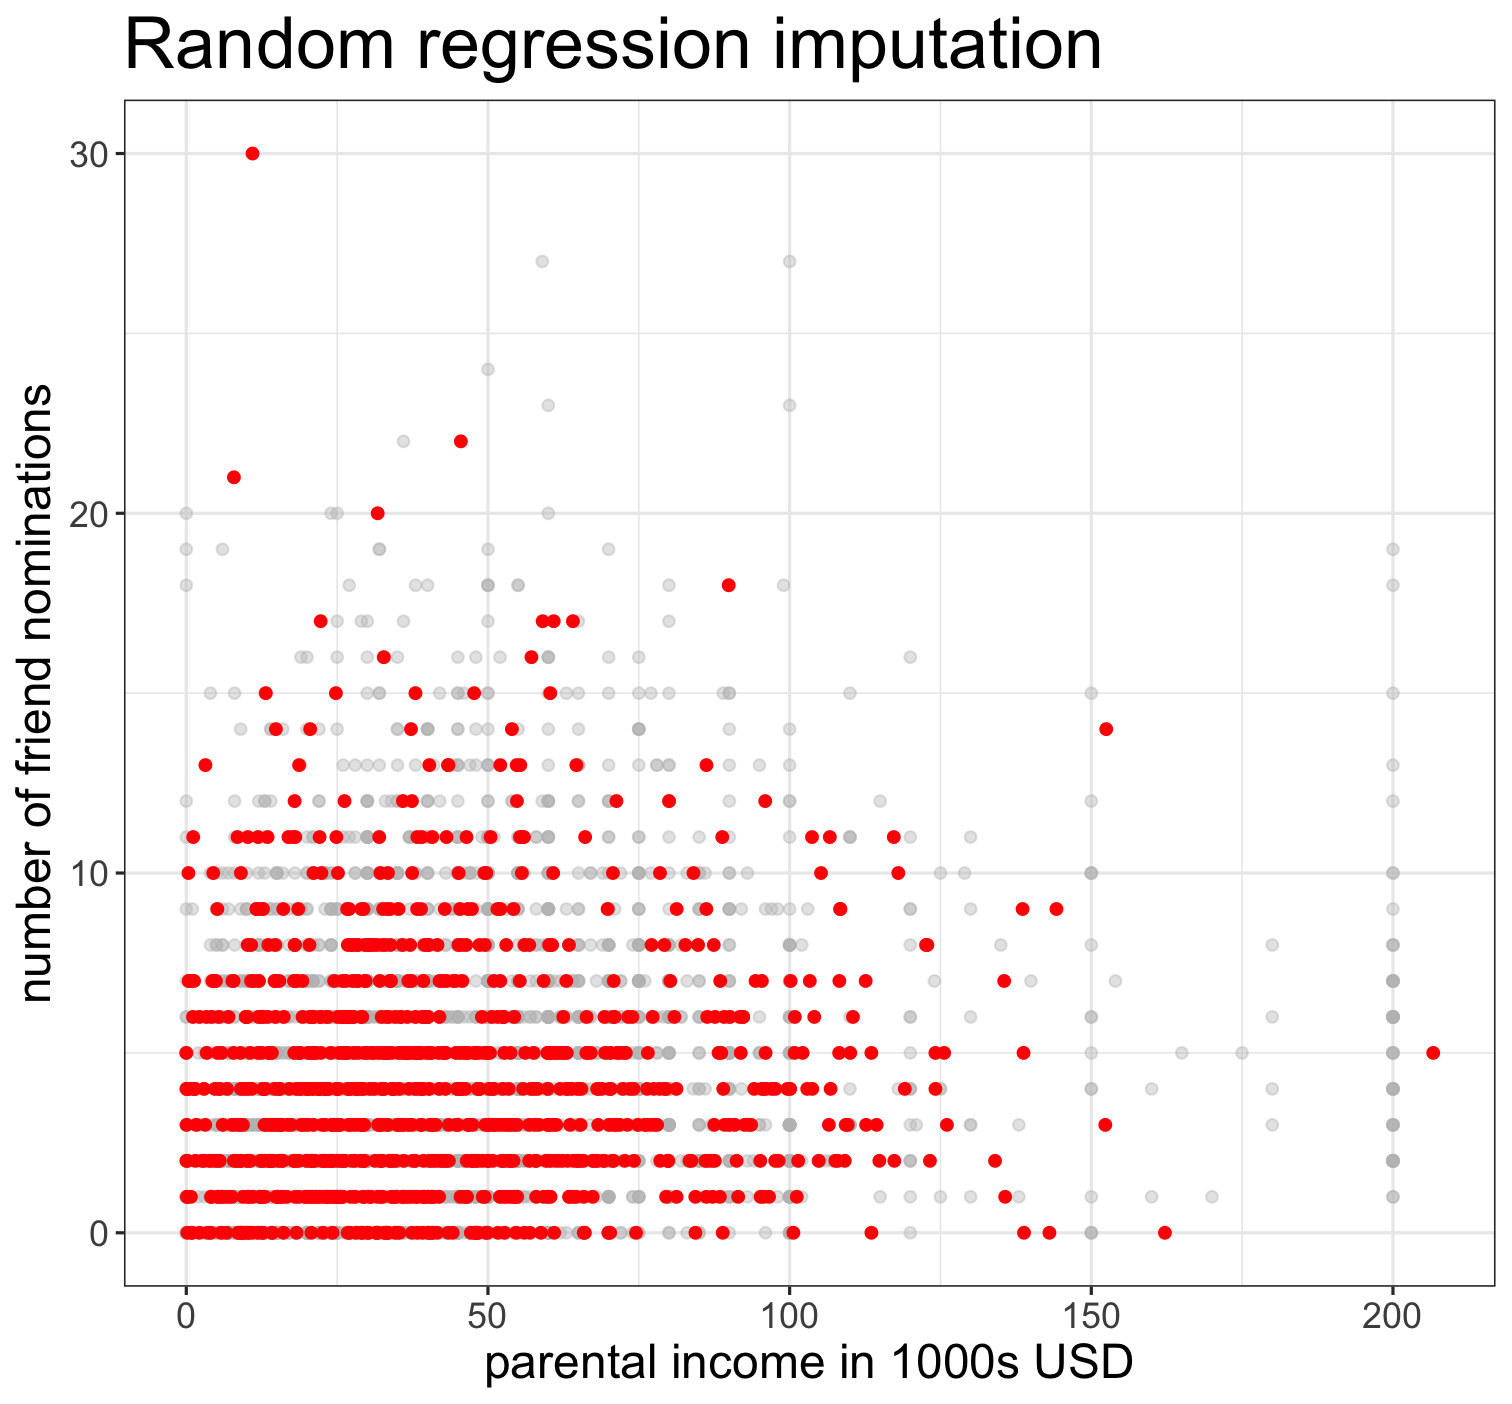 Random regression imputation
number of friend nominations
30
20
10
0
0 50 100 150 200
parental income in 1000s USD